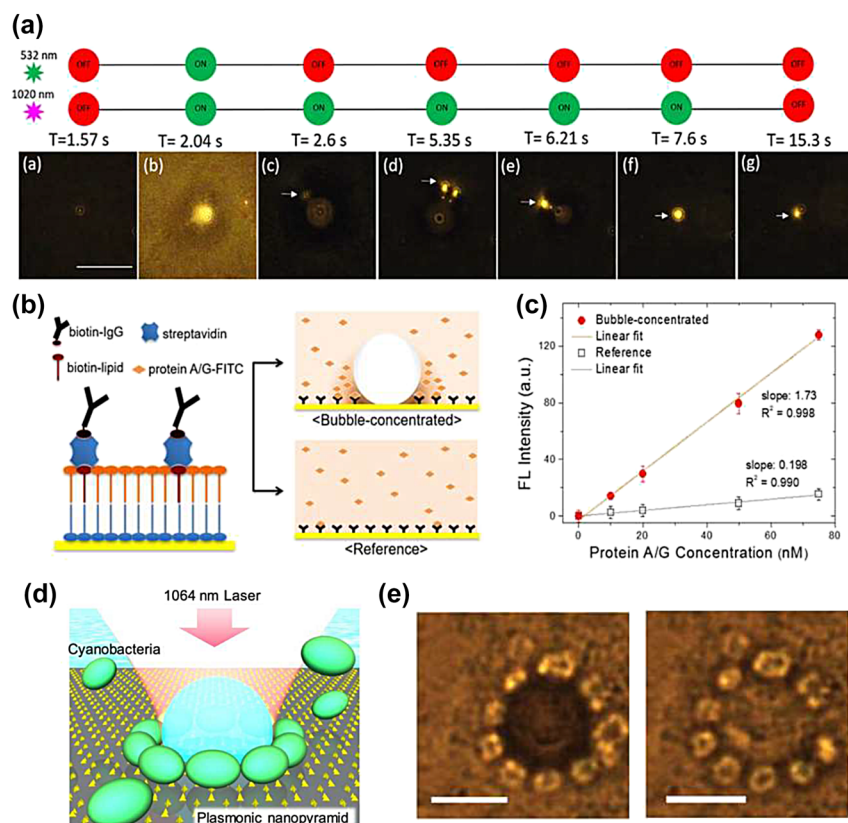 (a)
532 nm
OFF ON OFF OFF OFF OFF OFF
1020 nm
OFF ON ON ON ON ON OFF
T=1.57 s T=2.04 s T=2.6 s T=5.35 s T=6.21 s T=7.6 s T=15.3 s
(a) (b) (c) (d) (e) (f) (g)
(b)
biotin-IgG streptavidin
biotin-lipid protein A/G-FITC
<Bubble-concentrated>
<Reference>
(c)
FL Intensity (a.u.)
120
80
40
0
Bubble-concentrated
Linear fit
Reference
Linear fit
slope: 1.73
R² = 0.998
slope: 0.198
R² = 0.990
0 20 40 60 80
Protein A/G Concentration (nM)
(d)
1064 nm Laser
Cyanobacteria
Plasmonic nanopyramid
(e)